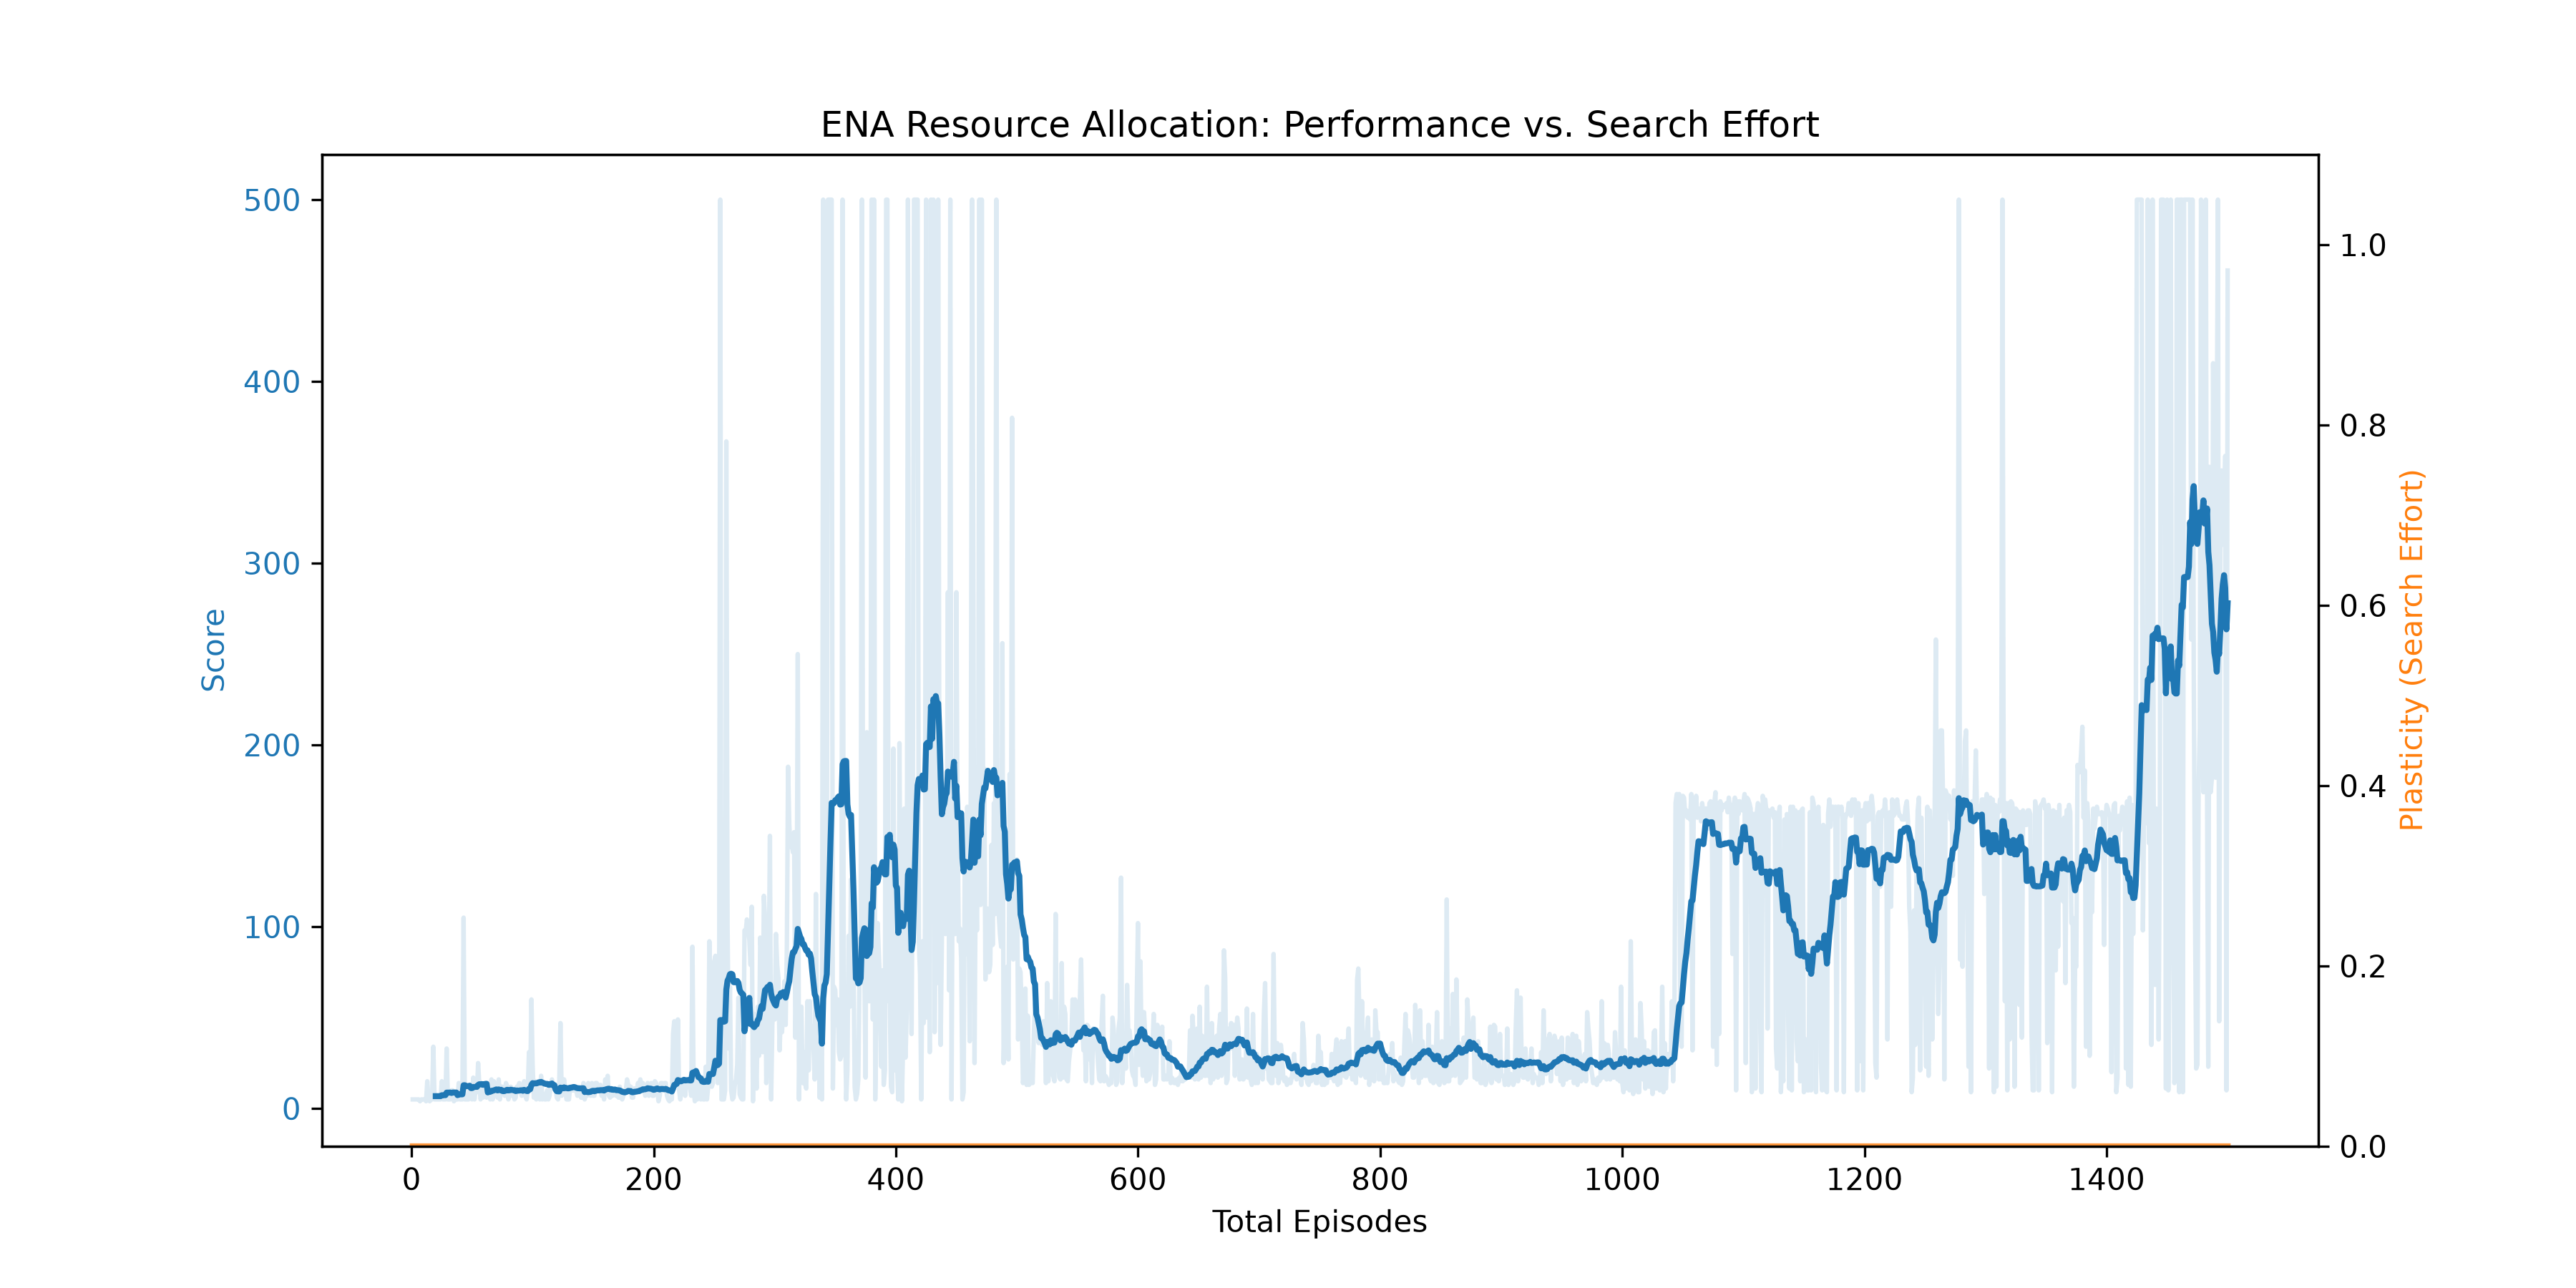 ENA Resource Allocation: Performance vs. Search Effort
500
400
300
200
100
0
Score
1.0
0.8
0.6
0.4
0.2
0.0
Plasticity (Search Effort)
0 200 400 600 800 1000 1200 1400
Total Episodes